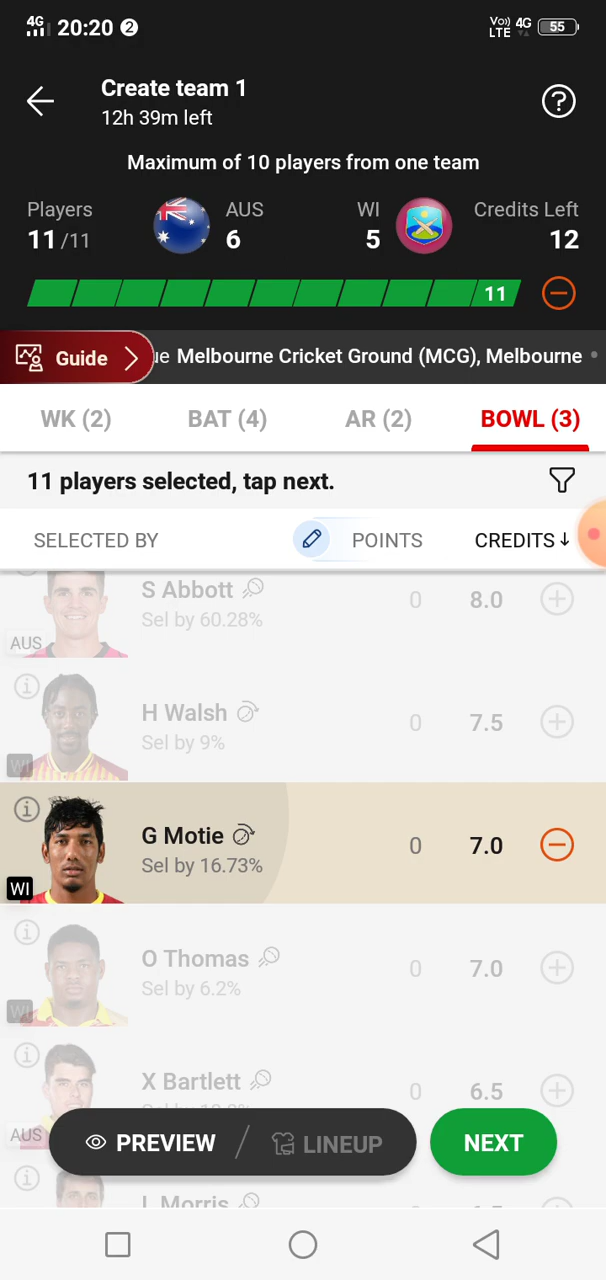 4G 20:20 2 Vo)) LTE 4G 55
Create team 1
12h 39m left
Maximum of 10 players from one team
Players AUS WI Credits Left
11/11 6 5 12
11
Guide ue Melbourne Cricket Ground (MCG), Melbourne
WK (2) BAT (4) AR (2) BOWL (3)
11 players selected, tap next.
SELECTED BY POINTS CREDITS↓
S Abbott 0 8.0
Sel by 60.28%
AUS
H Walsh 0 7.5
Sel by 9%
WI
G Motie 0 7.0
Sel by 16.73%
WI
O Thomas 0 7.0
Sel by 6.2%
WI
X Bartlett 0 6.5
AUS
PREVIEW / LINEUP NEXT
L Morris